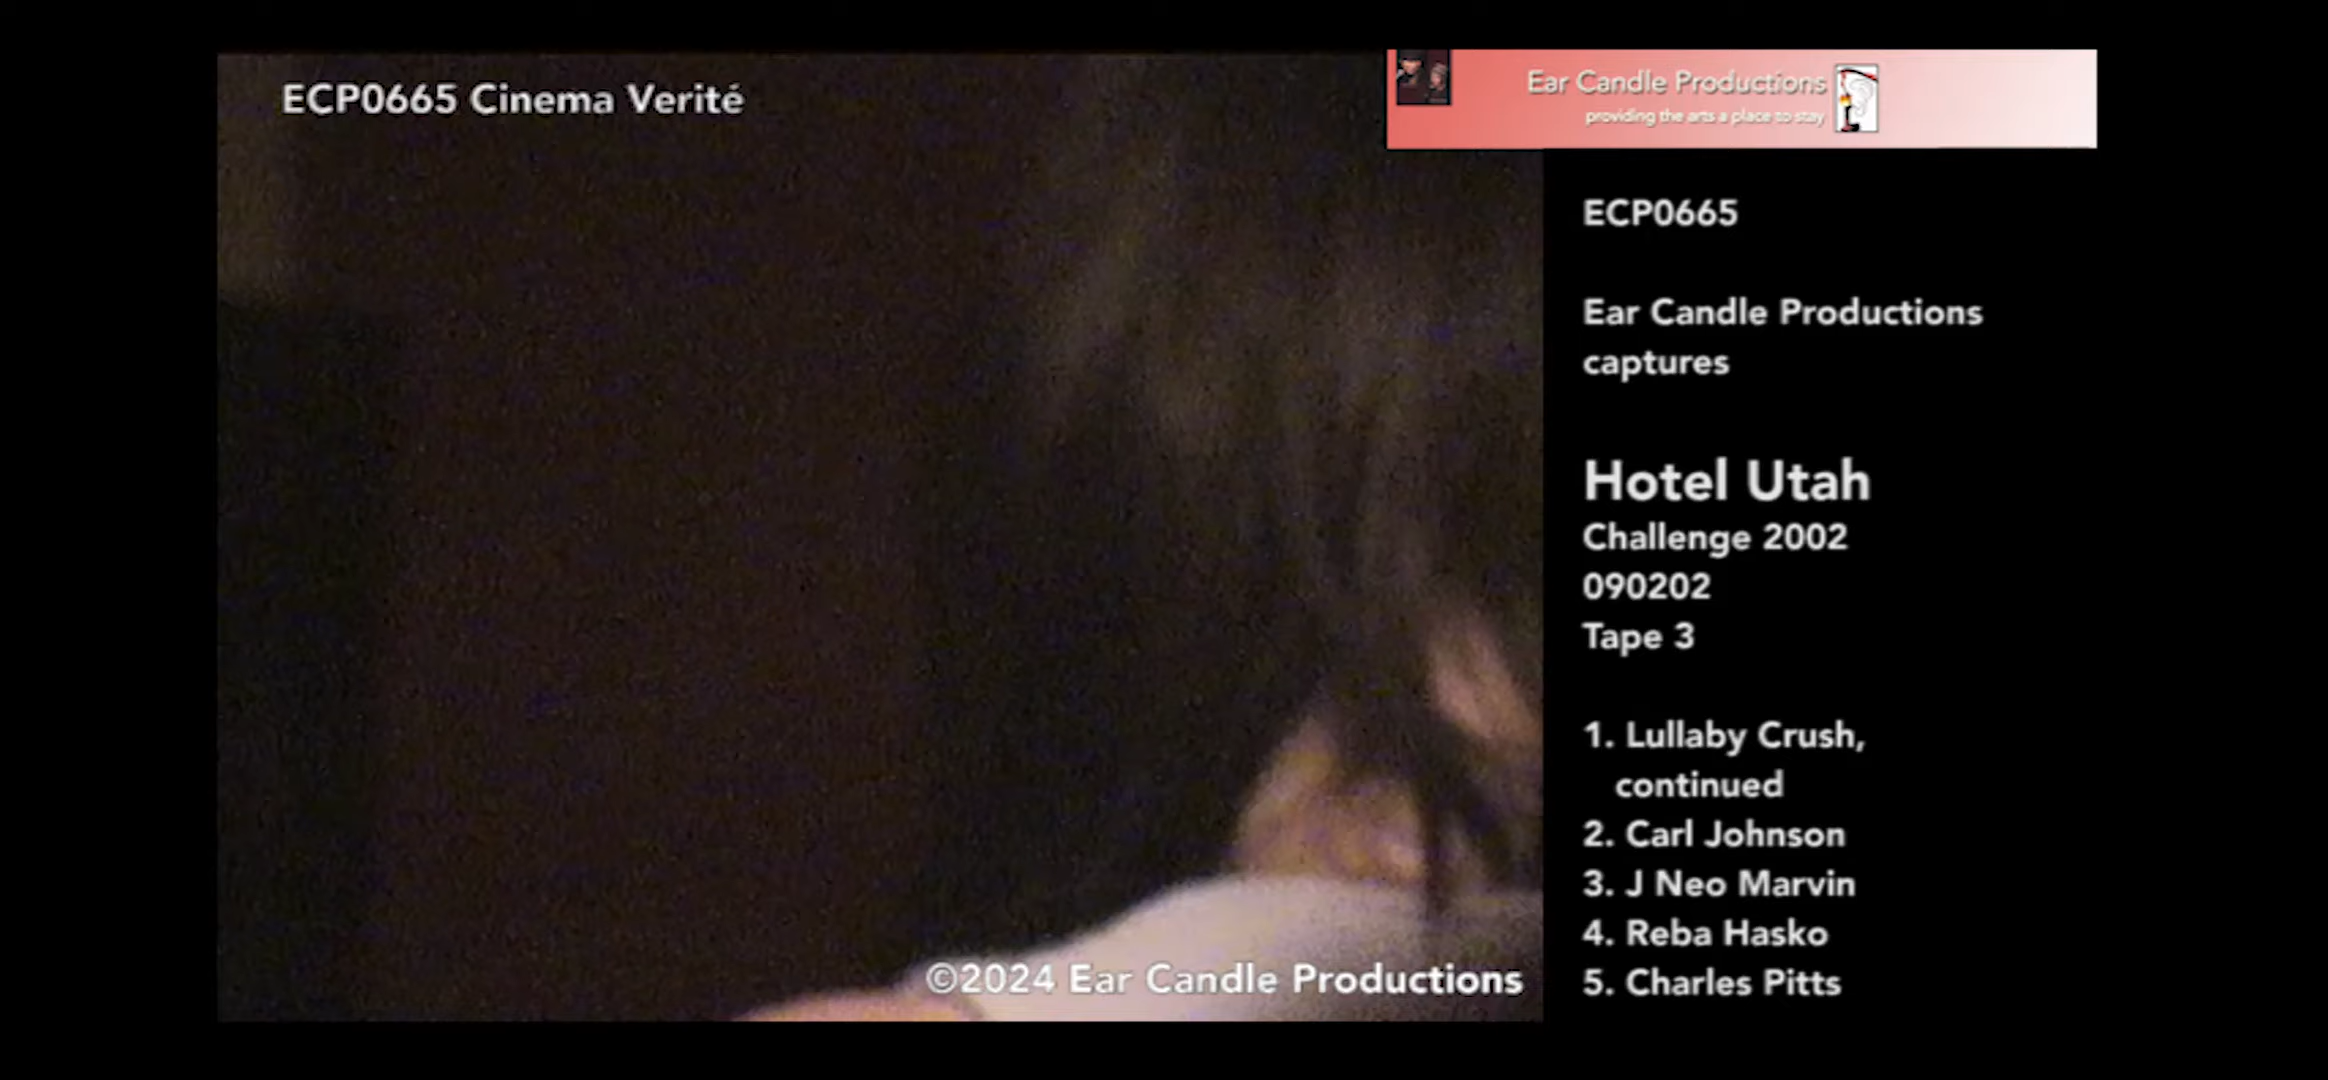 ECP0665 Cinema Verité
Ear Candle Productions
providing the arts a place to stay
ECP0665
Ear Candle Productions
captures
Hotel Utah
Challenge 2002
090202
Tape 3
1. Lullaby Crush,
continued
2. Carl Johnson
3. J Neo Marvin
4. Reba Hasko
5. Charles Pitts
©2024 Ear Candle Productions